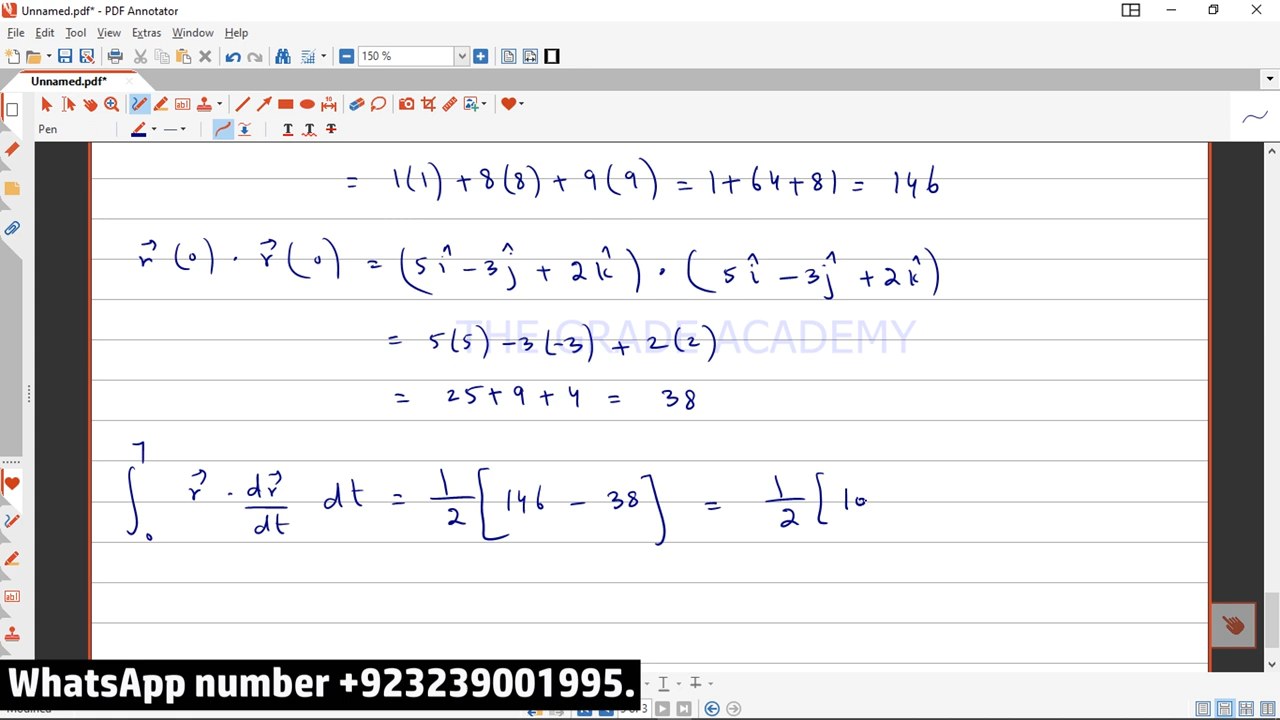 Unnamed.pdf* - PDF Annotator
File Edit Tool View Extras Window Help
150 %
Unnamed.pdf*
Pen
= 1(1) + 8(8) + 9(9) = 1+64+81 = 146
r⃗(0) · r⃗(0) = (5î - 3ĵ + 2k̂) · (5î - 3ĵ + 2k̂)
THE GRADE ACADEMY
= 5(5) - 3(-3) + 2(2)
= 25 + 9 + 4 = 38
∫₀⁷ r⃗ · dr⃗/dt dt = 1/2 [146 - 38] = 1/2 [10
WhatsApp number +923239001995.